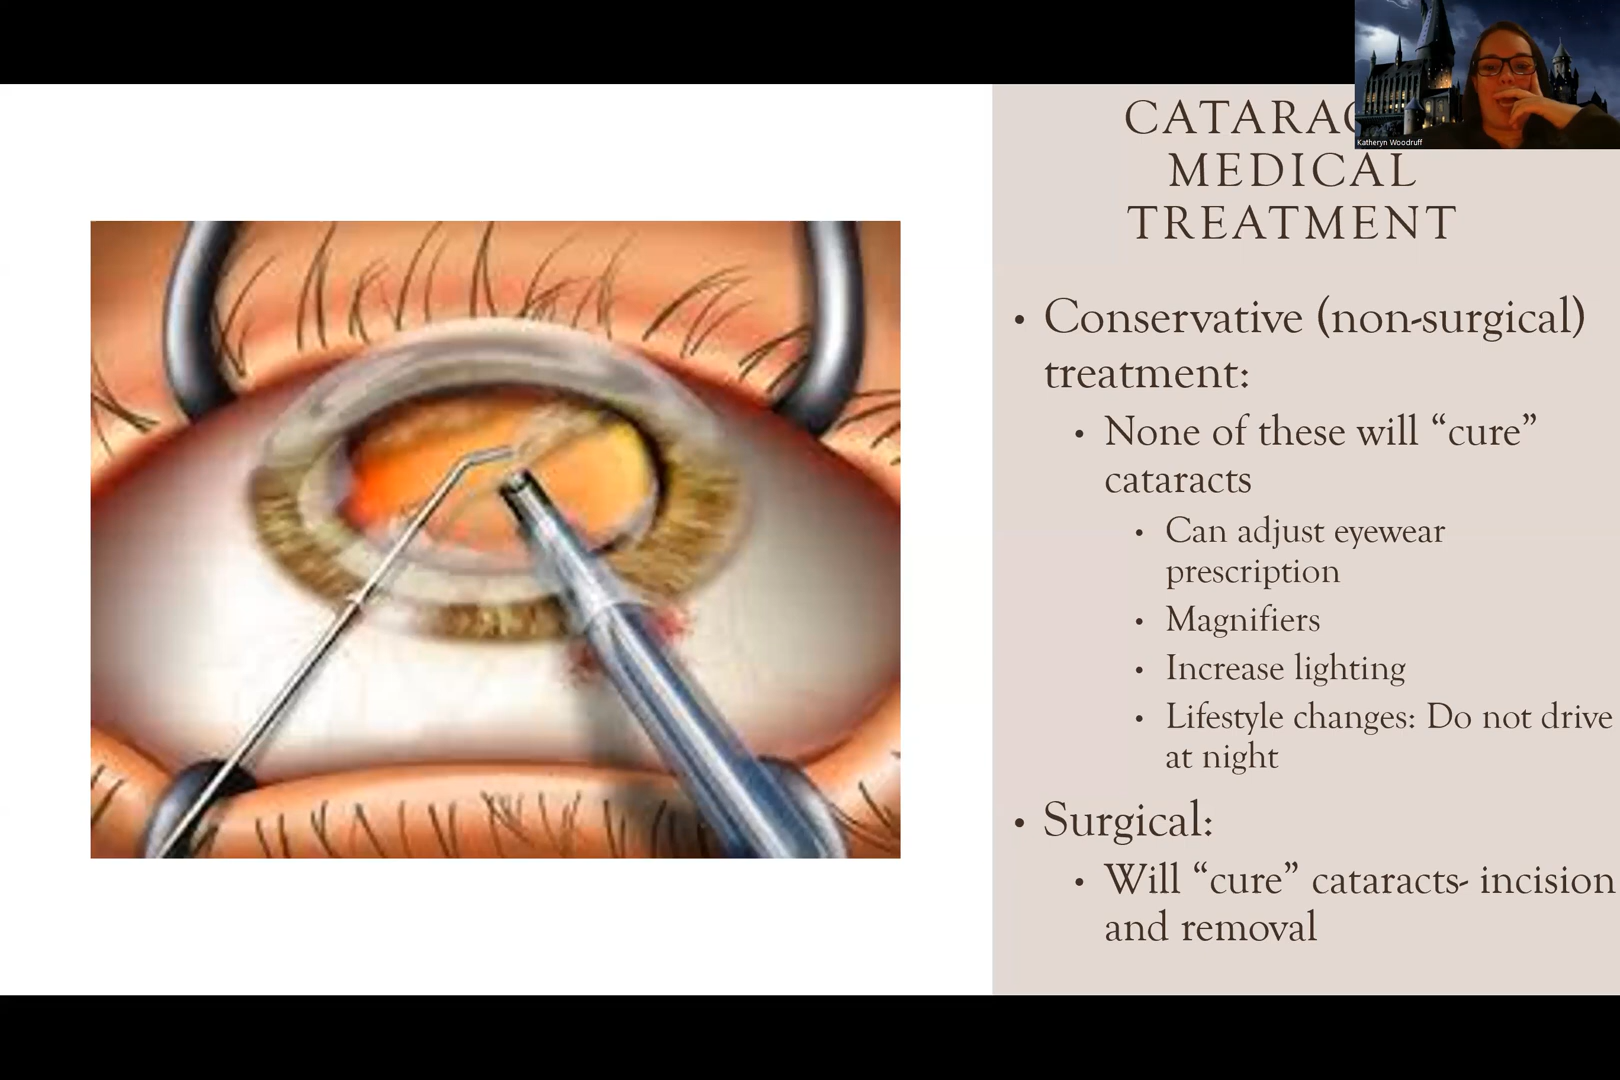 CATARAC
MEDICAL
TREATMENT
Katheryn Woodruff
• Conservative (non-surgical)
treatment:
• None of these will “cure”
cataracts
• Can adjust eyewear
prescription
• Magnifiers
• Increase lighting
• Lifestyle changes: Do not drive
at night
• Surgical:
• Will “cure” cataracts- incision
and removal